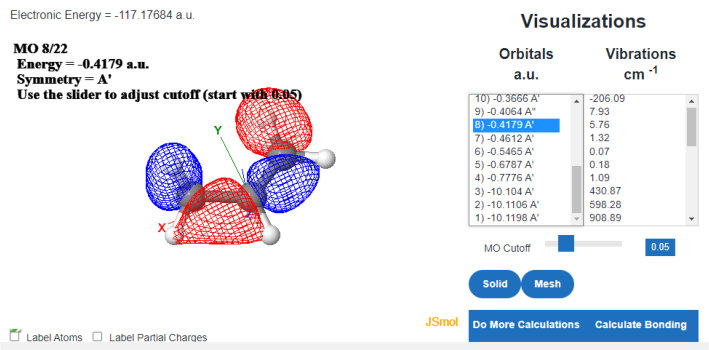 Electronic Energy = -117.17684 a.u.
MO 8/22
Energy = -0.4179 a.u.
Symmetry = A'
Use the slider to adjust cutoff (start with 0.05)
Y
X
Visualizations
Orbitals
a.u.
Vibrations
cm -1
10) -0.3666 A'
9) -0.4064 A"
8) -0.4179 A'
7) -0.4612 A'
6) -0.5465 A'
5) -0.6787 A'
4) -0.7776 A'
3) -10.104 A'
2) -10.1106 A'
1) -10.1198 A'
-206.09
7.93
5.76
1.32
0.07
0.18
1.09
430.87
598.28
908.89
MO Cutoff
0.05
Solid
Mesh
JSmol
Do More Calculations
Calculate Bonding
Label Atoms
Label Partial Charges